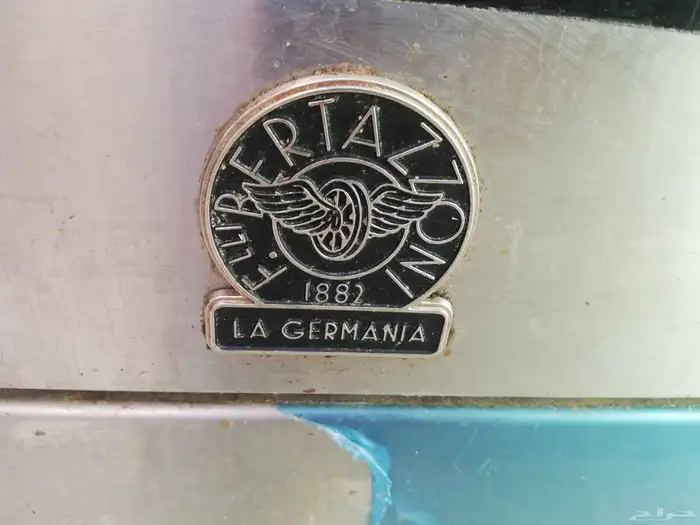 F.LLI BERTAZZONI
1882
LA GERMANIA
حراج